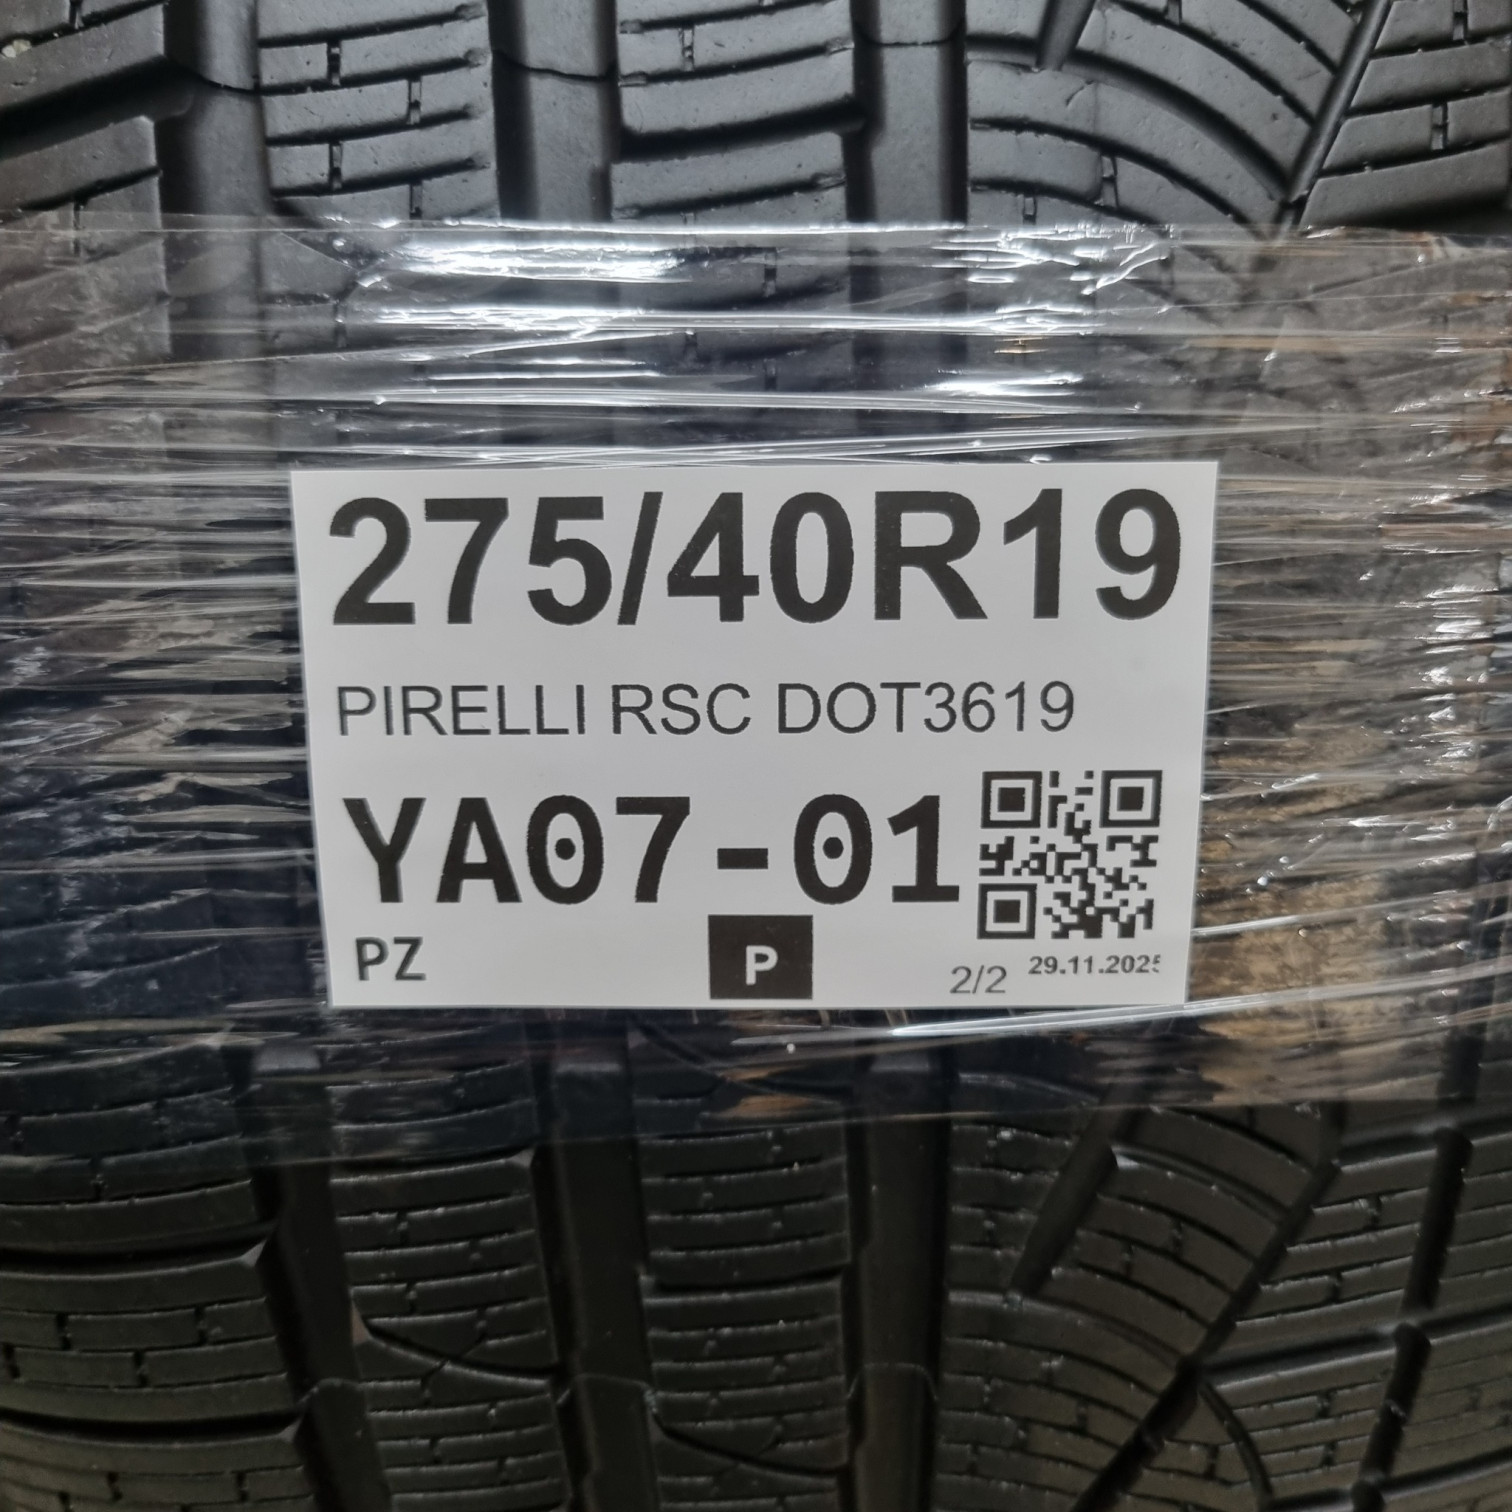 275/40R19
PIRELLI RSC DOT3619
YA07-01
PZ
P
2/2
29.11.2025